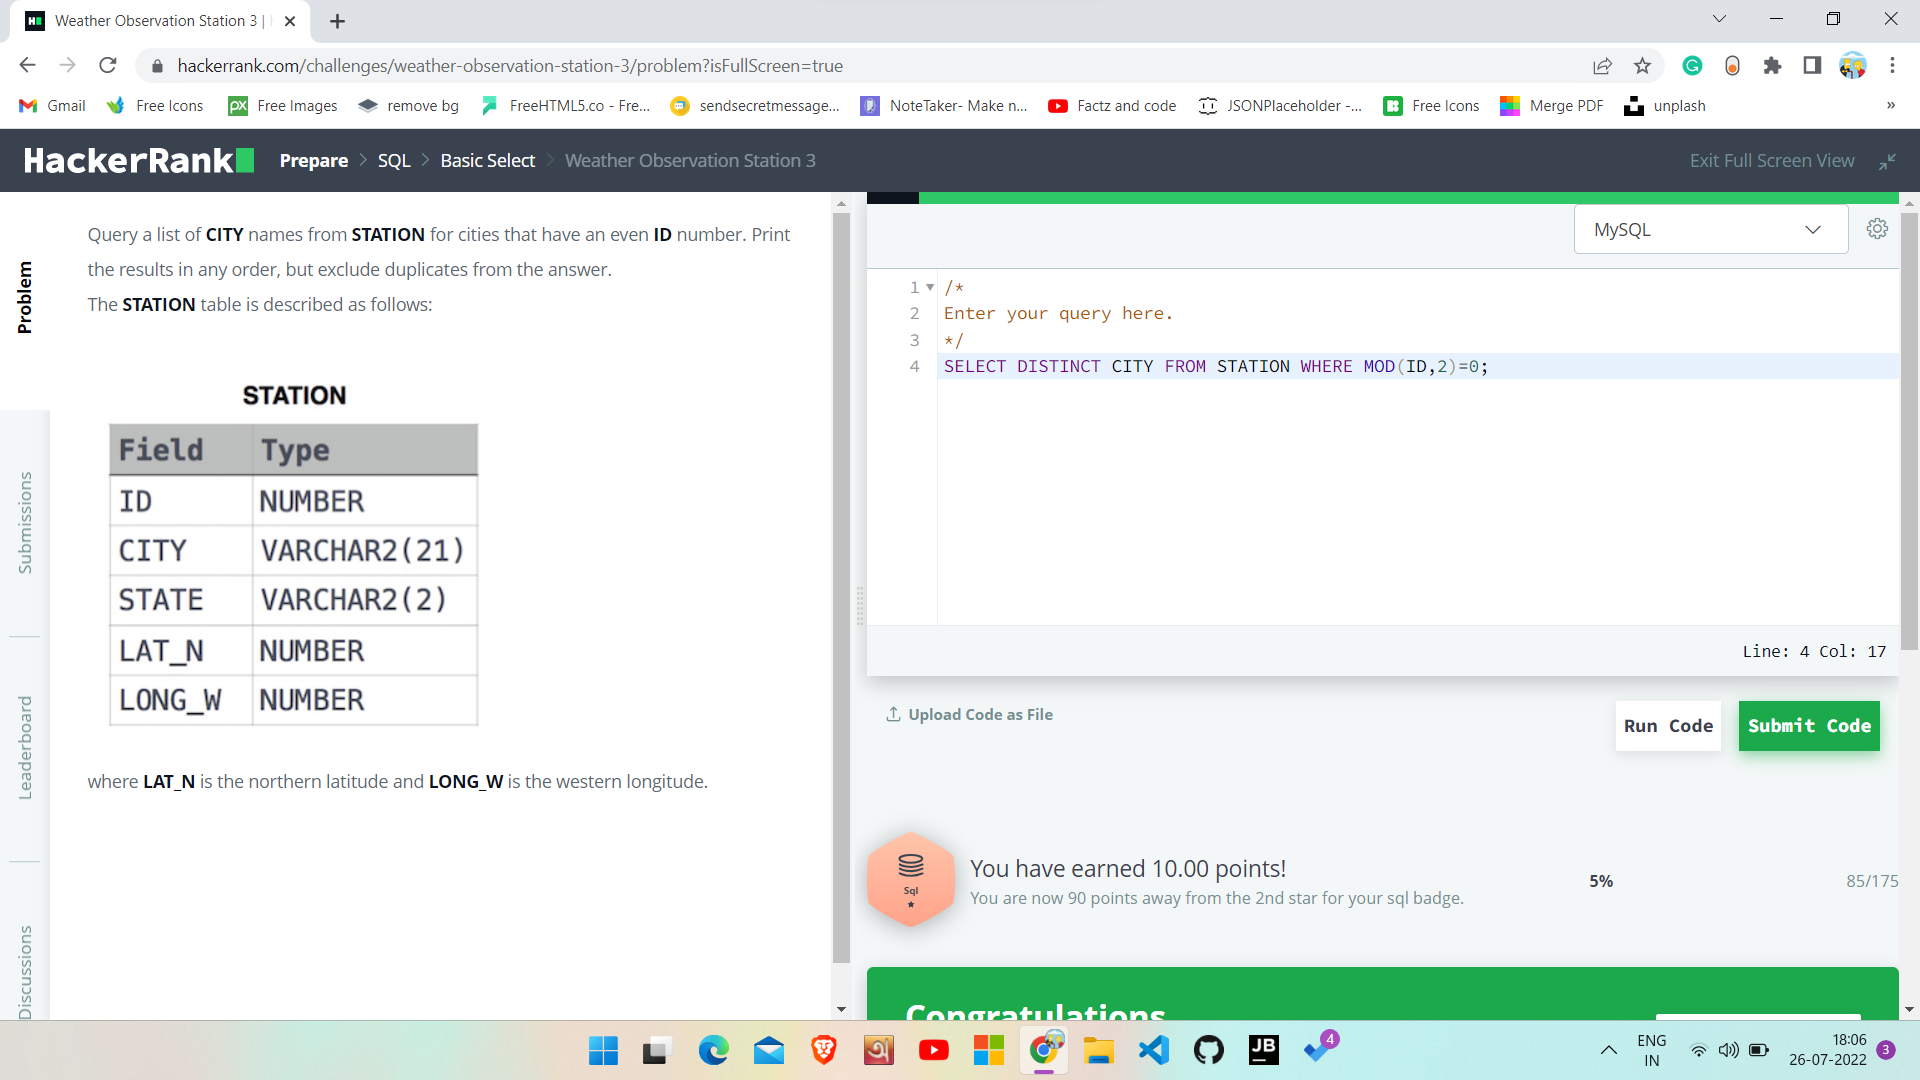 Weather Observation Station 3 |
hackerrank.com/challenges/weather-observation-station-3/problem?isFullScreen=true
Gmail Free Icons Free Images remove bg FreeHTML5.co - Fre... sendsecretmessage... NoteTaker- Make n... Factz and code JSONPlaceholder -... Free Icons Merge PDF unplash »
HackerRank Prepare SQL Basic Select Weather Observation Station 3 Exit Full Screen View
Problem
Submissions
Leaderboard
Discussions
Query a list of CITY names from STATION for cities that have an even ID number. Print
the results in any order, but exclude duplicates from the answer.
The STATION table is described as follows:
STATION
Field Type
ID NUMBER
CITY VARCHAR2(21)
STATE VARCHAR2(2)
LAT_N NUMBER
LONG_W NUMBER
where LAT_N is the northern latitude and LONG_W is the western longitude.
MySQL
1 /*
2 Enter your query here.
3 */
4 SELECT DISTINCT CITY FROM STATION WHERE MOD(ID,2)=0;
Line: 4 Col: 17
Upload Code as File
Run Code
Submit Code
Sql
You have earned 10.00 points!
You are now 90 points away from the 2nd star for your sql badge.
5%
85/175
Congratulations
px
अ
JB
4
ENG
IN
18:06
26-07-2022
3